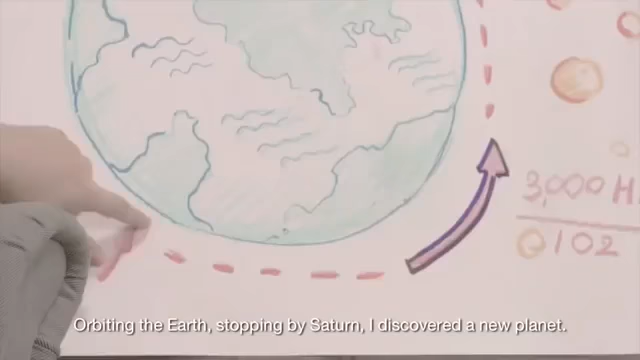 3,000 H
102
Orbiting the Earth, stopping by Saturn, I discovered a new planet.